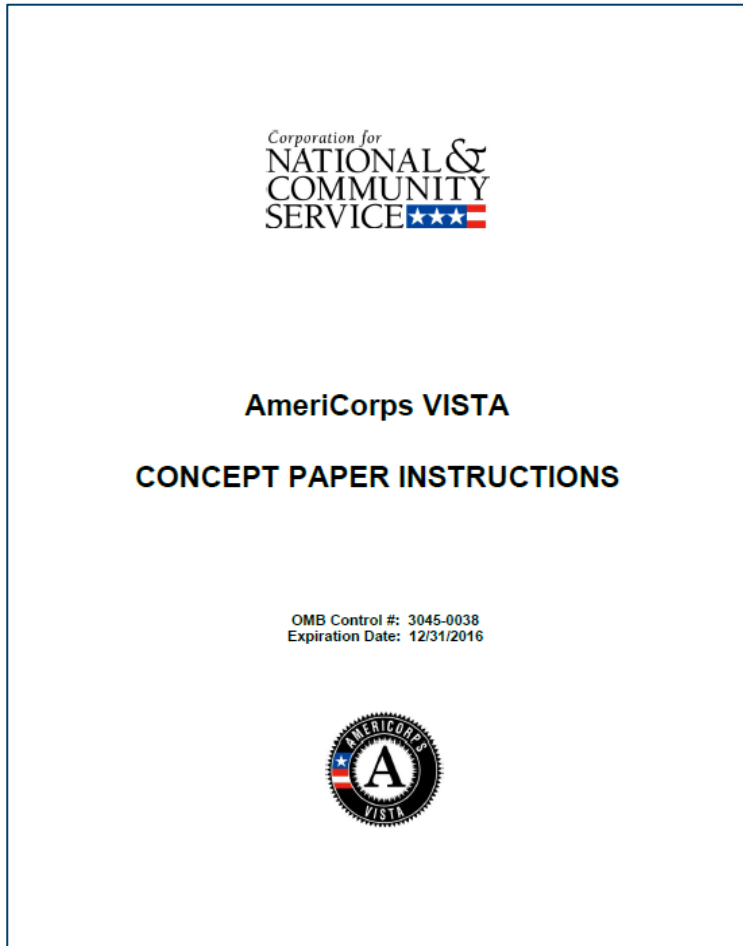 Corporation for
NATIONAL &
COMMUNITY
SERVICE
AmeriCorps VISTA
CONCEPT PAPER INSTRUCTIONS
OMB Control #: 3045-0038
Expiration Date: 12/31/2016
AMERICORPS
A
VISTA